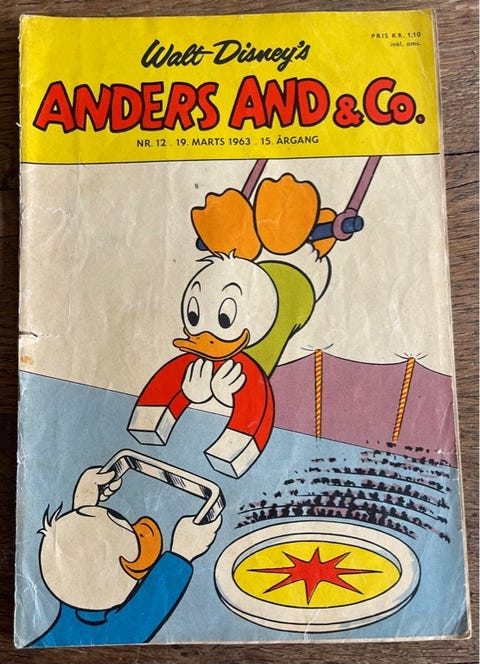 PRIS KR. 1.10
inkl. oms.
Walt Disney's
ANDERS AND & Co.
NR. 12 . 19. MARTS 1963 . 15. ÅRGANG